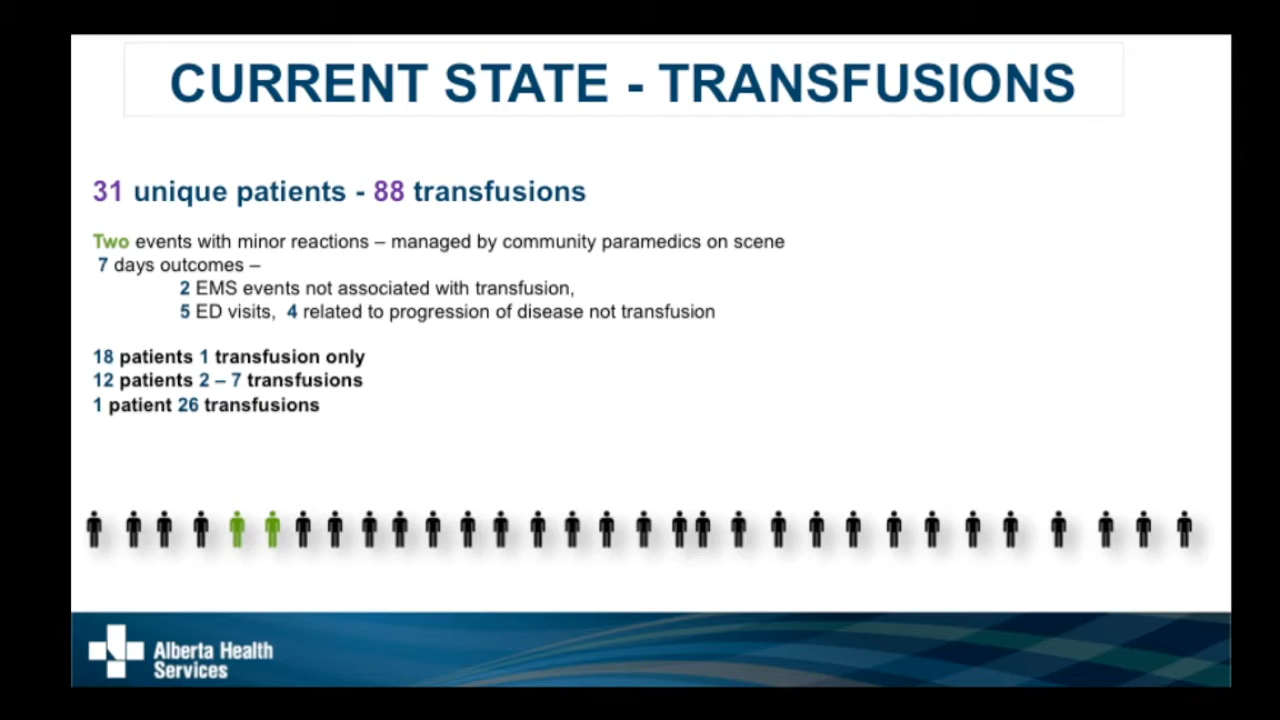 CURRENT STATE - TRANSFUSIONS
31 unique patients - 88 transfusions
Two events with minor reactions – managed by community paramedics on scene
7 days outcomes –
2 EMS events not associated with transfusion,
5 ED visits, 4 related to progression of disease not transfusion
18 patients 1 transfusion only
12 patients 2 – 7 transfusions
1 patient 26 transfusions
Alberta Health
Services